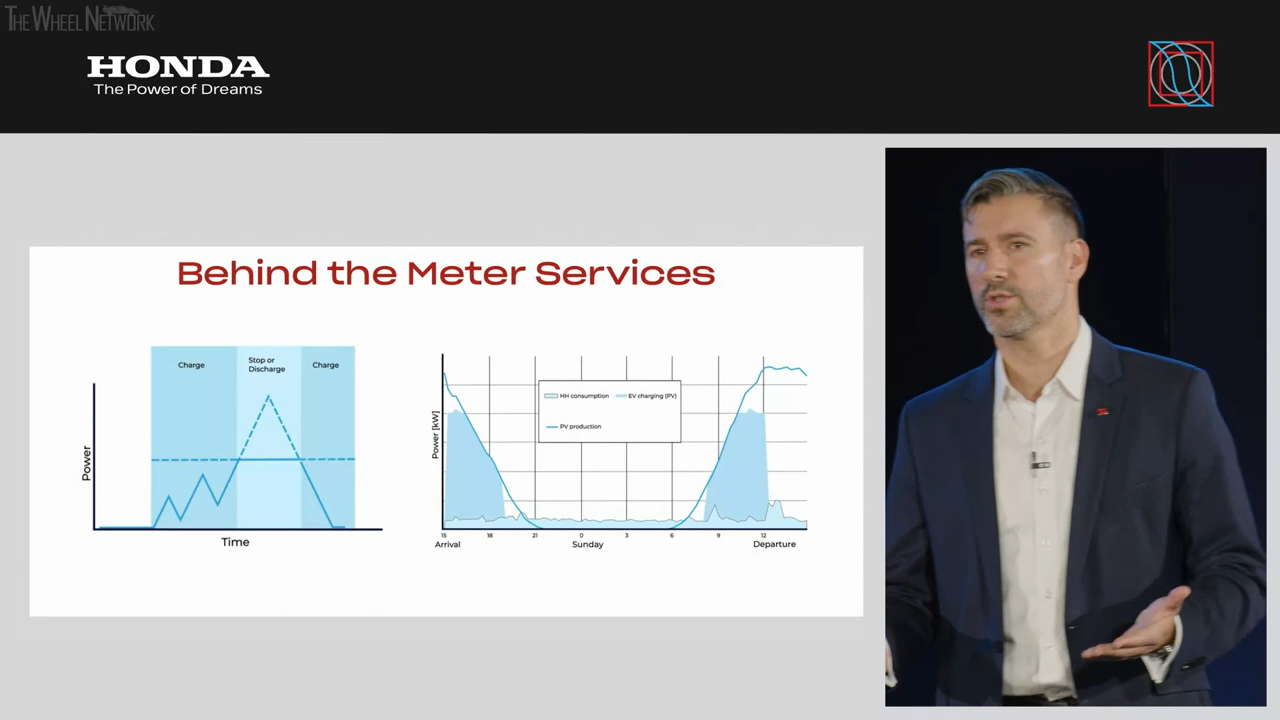 THE WHEEL NETWORK
HONDA
The Power of Dreams
Behind the Meter Services
Charge
Stop or
Discharge
Charge
Power
Time
Power [kW]
HH consumption
EV charging (PV)
PV production
15 18 21 0 3 6 9 12
Arrival Sunday Departure